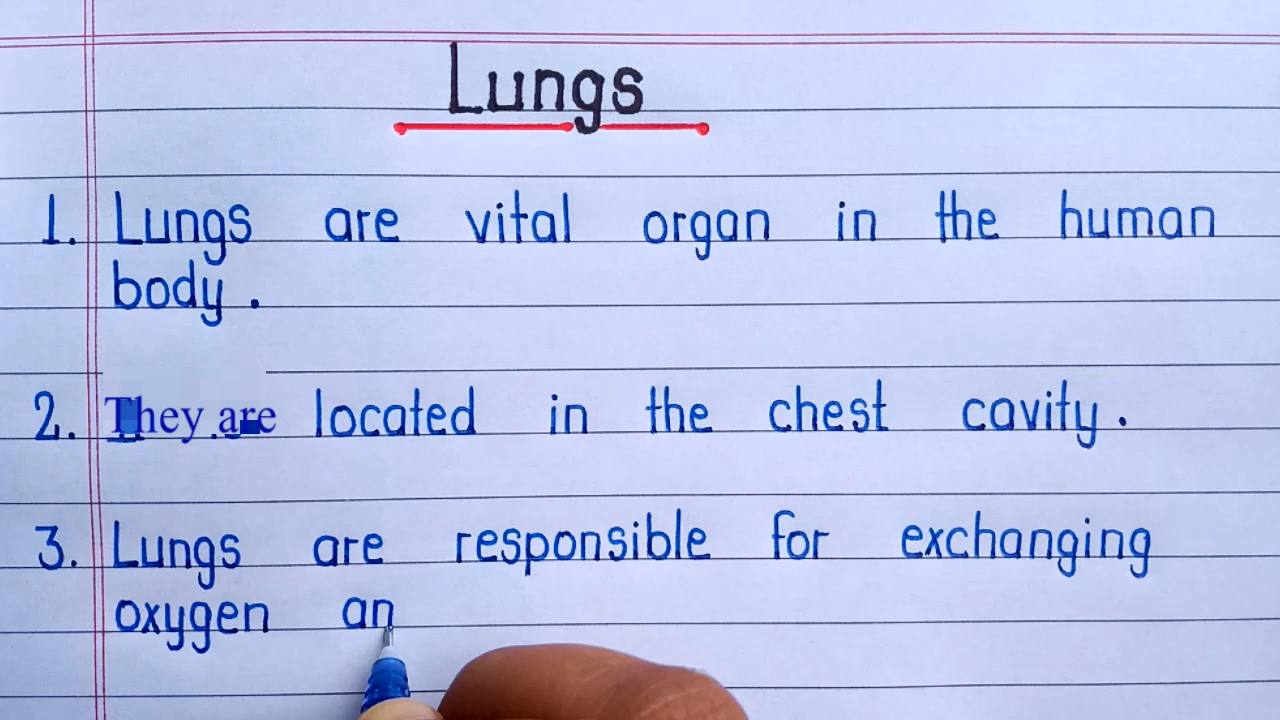 Lungs
1. Lungs are vital organ in the human
body.
2. They are located in the chest cavity.
3. Lungs are responsible for exchanging
oxygen an